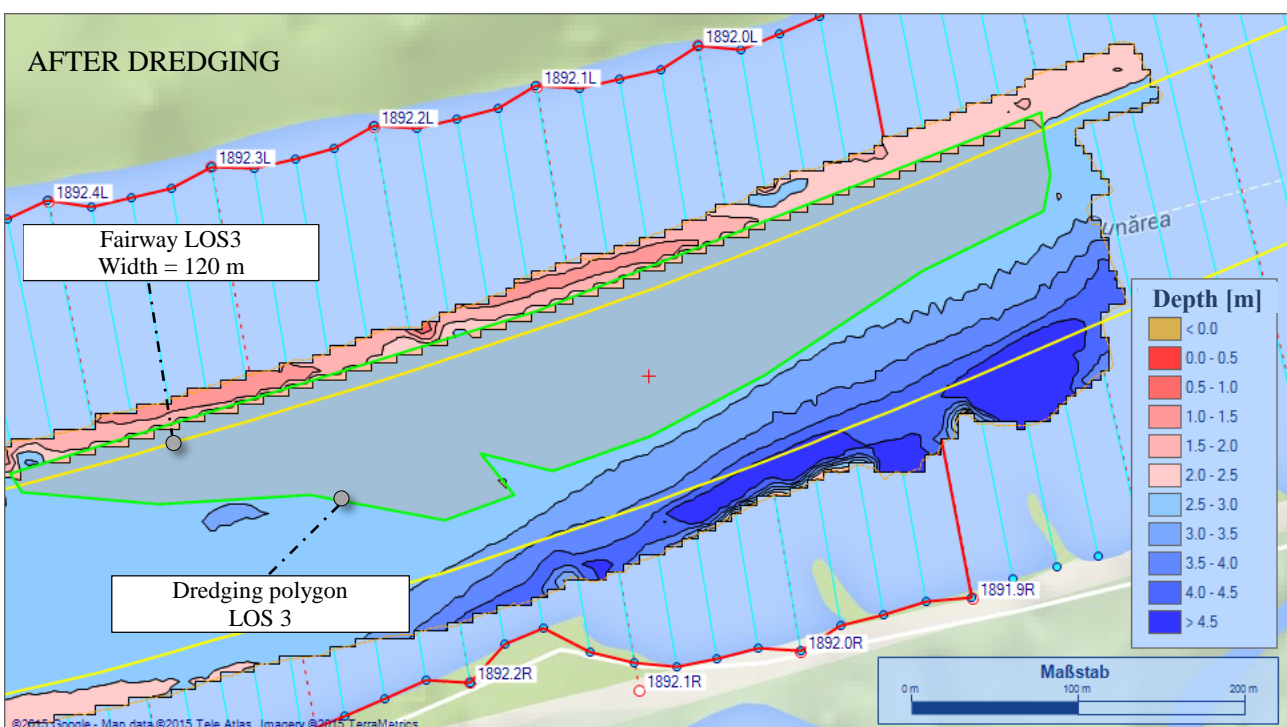 AFTER DREDGING
1892.0L
1892.1L
1892.2L
1892.3L
1892.4L
Fairway LOS3
Width = 120 m
Depth [m]
< 0.0
0.0 - 0.5
0.5 - 1.0
1.0 - 1.5
1.5 - 2.0
2.0 - 2.5
2.5 - 3.0
3.0 - 3.5
3.5 - 4.0
4.0 - 4.5
> 4.5
Dredging polygon
LOS 3
1891.9R
1892.0R
1892.1R
1892.2R
Maßstab
0 m
100 m
200 m
©2015 Google - Map data ©2015 Tele Atlas, Imagery ©2015 TerraMetrics